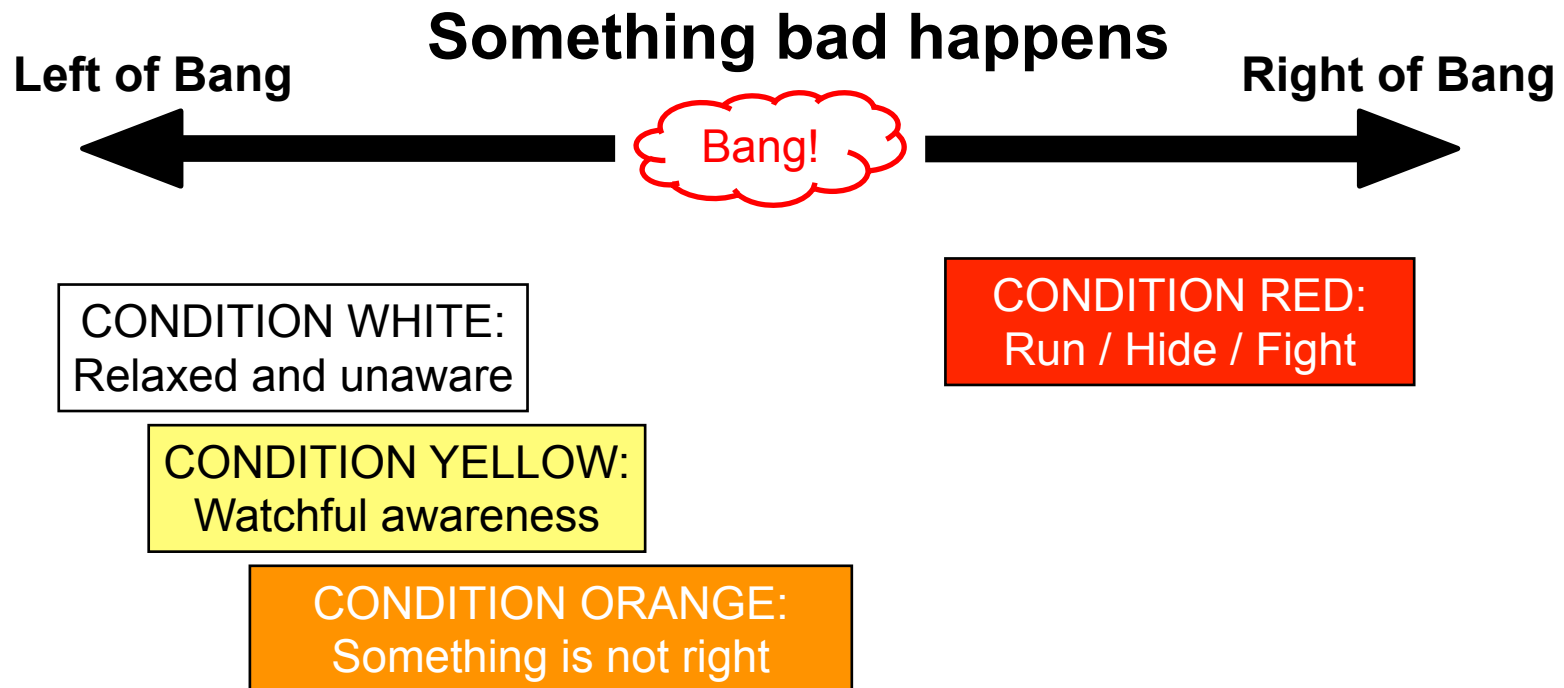 Something bad happens
Left of Bang
Right of Bang
Bang!
CONDITION WHITE:
Relaxed and unaware
CONDITION RED:
Run / Hide / Fight
CONDITION YELLOW:
Watchful awareness
CONDITION ORANGE:
Something is not right